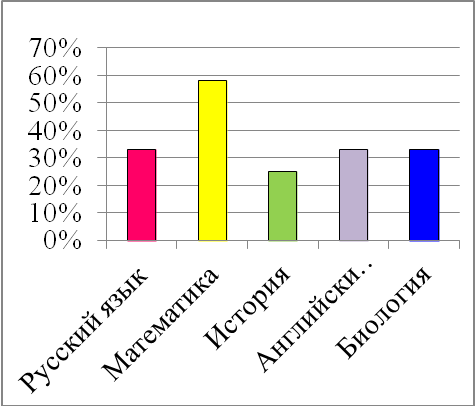 70%
60%
50%
40%
30%
20%
10%
0%
Русский язык
Математика
История
Английски..
Биология